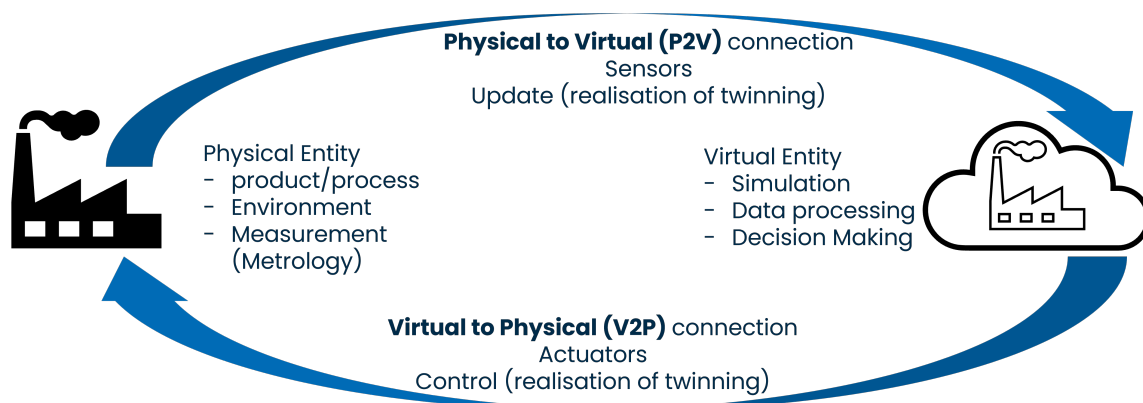 Physical to Virtual (P2V) connection
Sensors
Update (realisation of twinning)
Physical Entity
- product/process
- Environment
- Measurement
(Metrology)
Virtual Entity
- Simulation
- Data processing
- Decision Making
Virtual to Physical (V2P) connection
Actuators
Control (realisation of twinning)